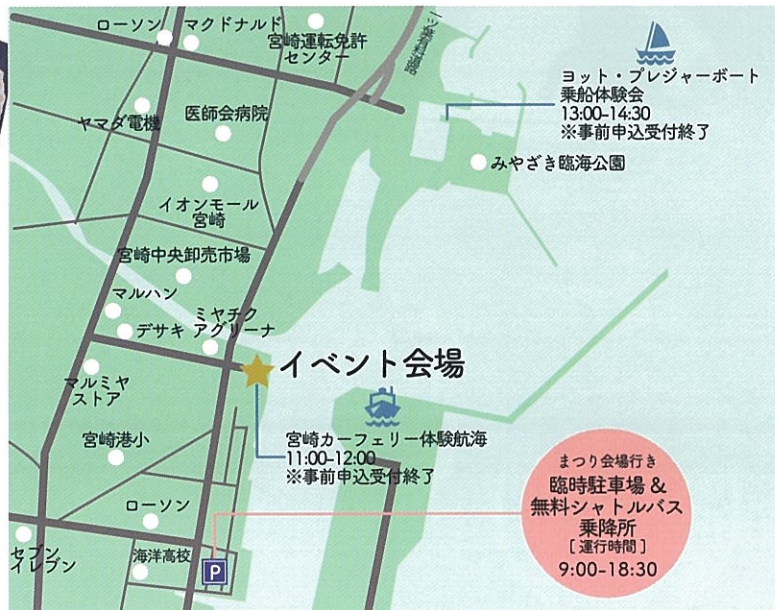 ローソン
マクドナルド
宮崎運転免許
センター
一ッ葉有料道路
ヨット・プレジャーボート
乗船体験会
13:00-14:30
※事前申込受付終了
ヤマダ電機
医師会病院
みやざき臨海公園
イオンモール
宮崎
宮崎中央卸売市場
マルハン
ミヤチク
デサキ アグリーナ
イベント会場
マルミヤ
ストア
宮崎カーフェリー体験航海
11:00-12:00
※事前申込受付終了
宮崎港小
まつり会場行き
臨時駐車場&
無料シャトルバス
乗降所
[運行時間]
9:00-18:30
ローソン
セブン
イレブン
海洋高校
P